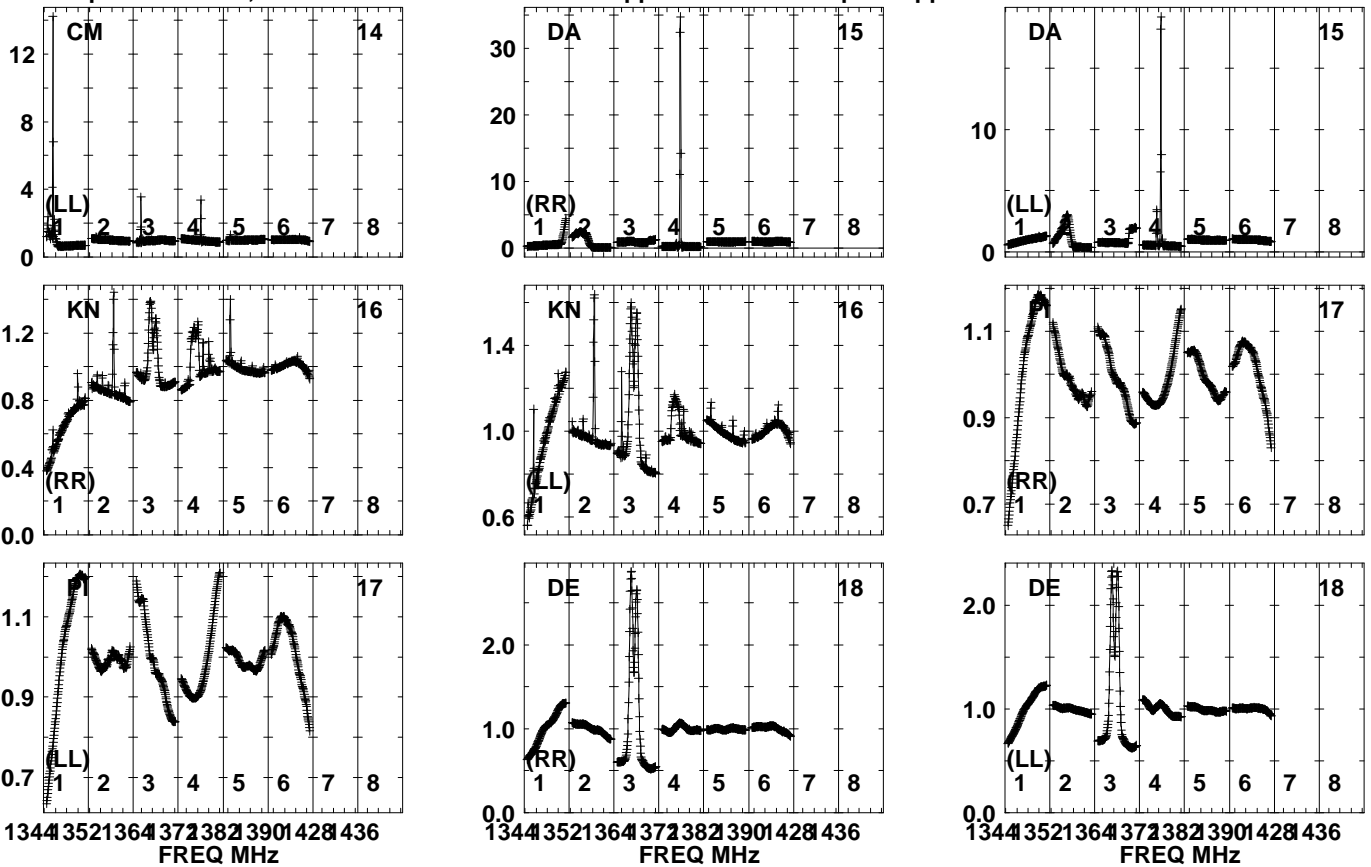 CM 14
12
8
4
0
(LL)
1 2 3 4 5 6 7 8
DA 15
30
20
10
0
(RR)
1 2 3 4 5 6 7 8
DA 15
10
0
(LL)
1 2 3 4 5 6 7 8
KN 16
1.2
0.8
0.4
0.0
(RR)
1 2 3 4 5 6 7 8
KN 16
1.4
1.0
0.6
(LL)
1 2 3 4 5 6 7 8
PI 17
1.1
0.9
0.7
(RR)
1 2 3 4 5 6 7 8
PI 17
1.1
0.9
0.7
(LL)
1 2 3 4 5 6 7 8
1344 1352 1364 1372 1382 1390 1428 1436
FREQ MHz
DE 18
2.0
1.0
0.0
(RR)
1 2 3 4 5 6 7 8
1344 1352 1364 1372 1382 1390 1428 1436
FREQ MHz
DE 18
2.0
1.0
0.0
(LL)
1 2 3 4 5 6 7 8
1344 1352 1364 1372 1382 1390 1428 1436
FREQ MHz